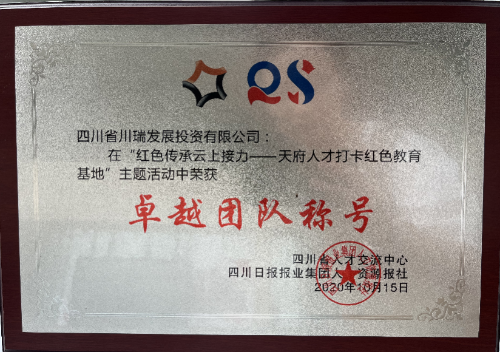 QS
四川省川瑞发展投资有限公司：
在“红色传承云上接力——天府人才打卡红色教育
基地”主题活动中荣获
卓越团队称号
四川省人才交流中心
四川日报报业集团人力资源报社
2020年10月15日